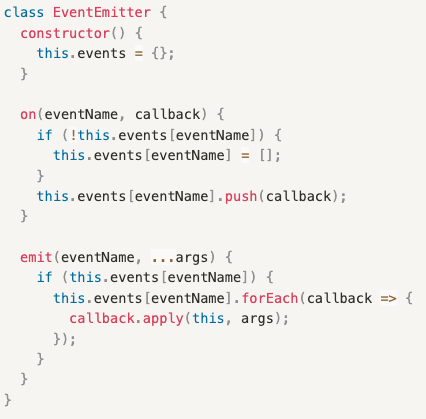 class EventEmitter {
  constructor() {
    this.events = {};
  }

  on(eventName, callback) {
    if (!this.events[eventName]) {
      this.events[eventName] = [];
    }
    this.events[eventName].push(callback);
  }

  emit(eventName, ...args) {
    if (this.events[eventName]) {
      this.events[eventName].forEach(callback => {
        callback.apply(this, args);
      });
    }
  }
}